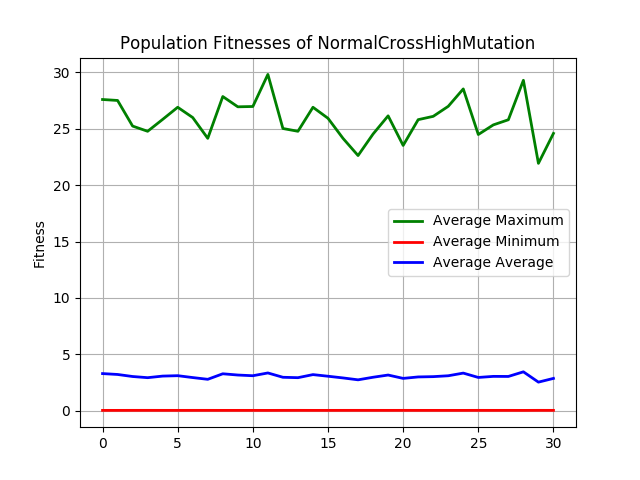 Population Fitnesses of NormalCrossHighMutation
30
25
20
15
10
5
0
Fitness
Average Maximum
Average Minimum
Average Average
0 5 10 15 20 25 30